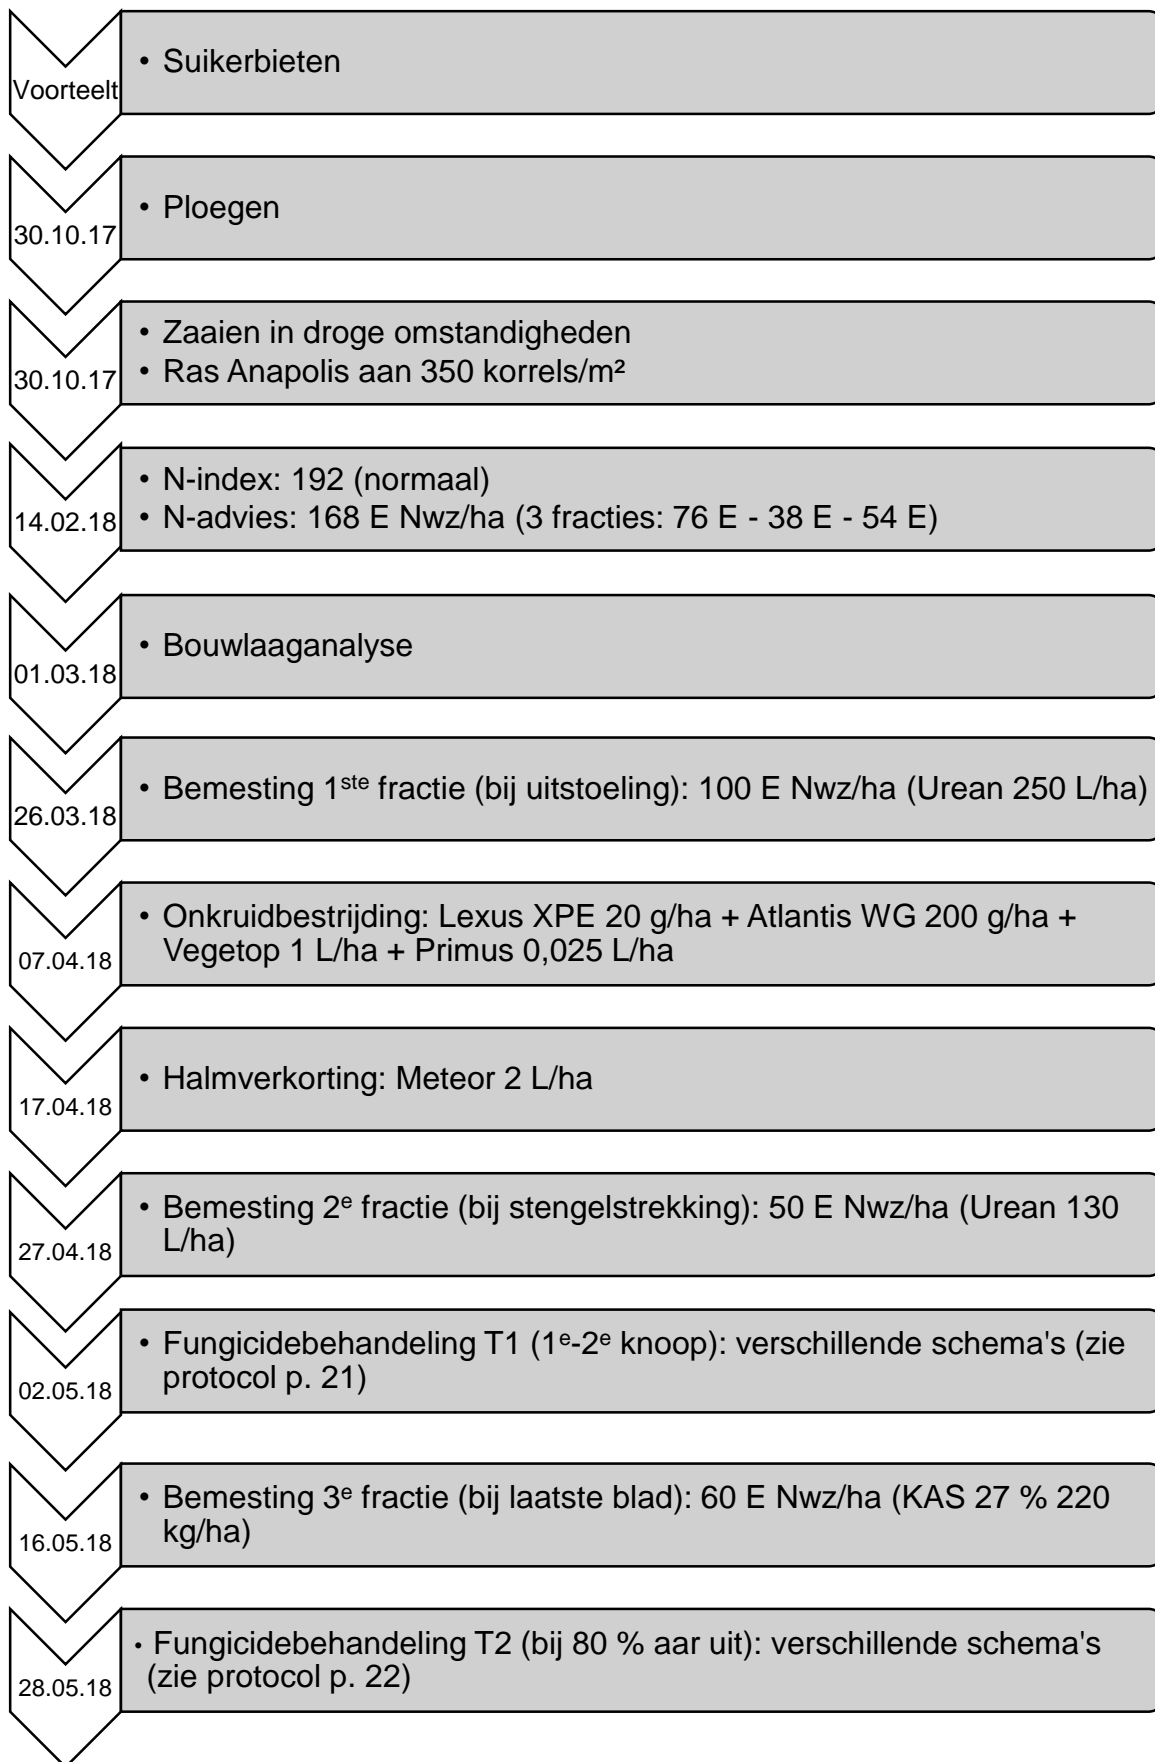 Voorteelt
• Suikerbieten
30.10.17
• Ploegen
30.10.17
• Zaaien in droge omstandigheden
• Ras Anapolis aan 350 korrels/m²
14.02.18
• N-index: 192 (normaal)
• N-advies: 168 E Nwz/ha (3 fracties: 76 E - 38 E - 54 E)
01.03.18
• Bouwlaaganalyse
26.03.18
• Bemesting 1ste fractie (bij uitstoeling): 100 E Nwz/ha (Urean 250 L/ha)
07.04.18
• Onkruidbestrijding: Lexus XPE 20 g/ha + Atlantis WG 200 g/ha +
Vegetop 1 L/ha + Primus 0,025 L/ha
17.04.18
• Halmverkorting: Meteor 2 L/ha
27.04.18
• Bemesting 2e fractie (bij stengelstrekking): 50 E Nwz/ha (Urean 130
L/ha)
02.05.18
• Fungicidebehandeling T1 (1e-2e knoop): verschillende schema's (zie
protocol p. 21)
16.05.18
• Bemesting 3e fractie (bij laatste blad): 60 E Nwz/ha (KAS 27 % 220
kg/ha)
28.05.18
• Fungicidebehandeling T2 (bij 80 % aar uit): verschillende schema's
(zie protocol p. 22)